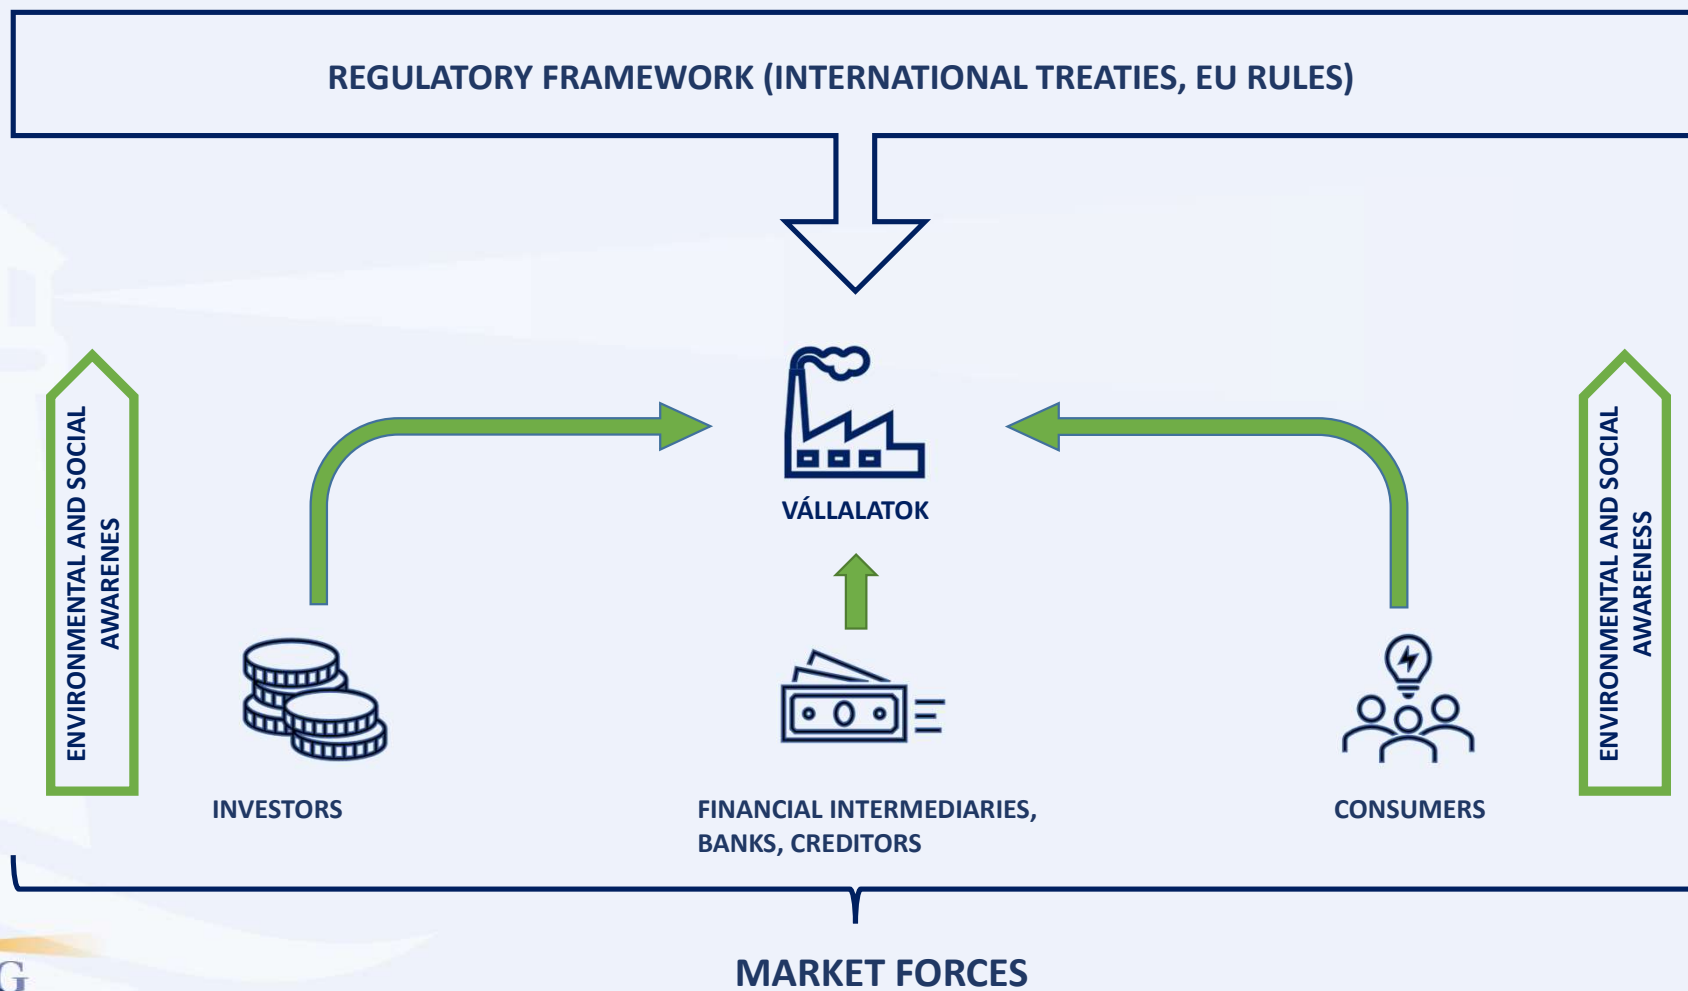 REGULATORY FRAMEWORK (INTERNATIONAL TREATIES, EU RULES)
ENVIRONMENTAL AND SOCIAL
AWARENES
VÁLLALATOK
ENVIRONMENTAL AND SOCIAL
AWARENESS
INVESTORS
FINANCIAL INTERMEDIARIES,
BANKS, CREDITORS
CONSUMERS
MARKET FORCES
G